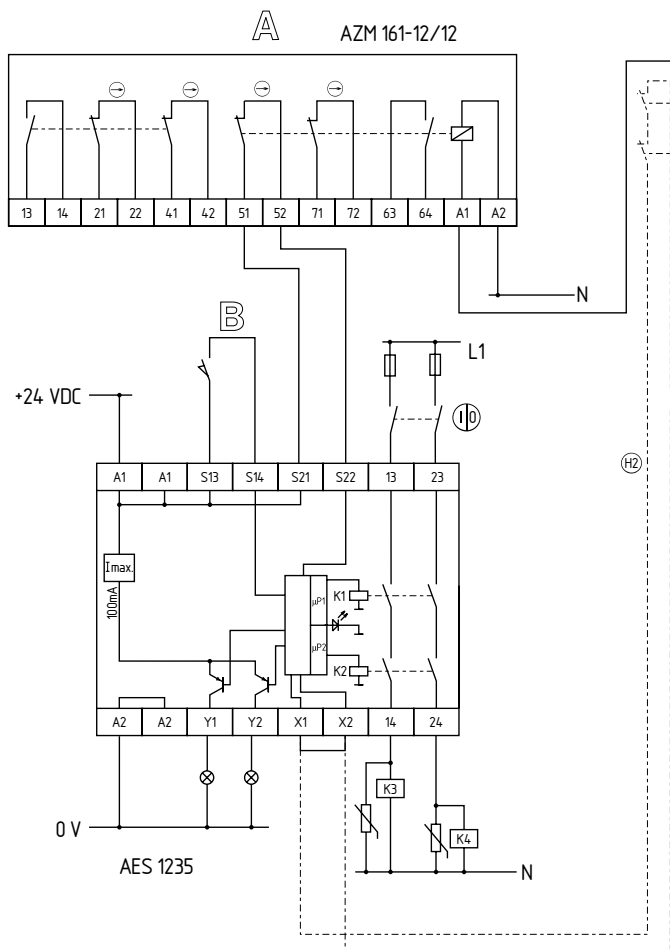 A AZM 161-12/12
13 14 21 22 41 42 51 52 71 72 63 64 A1 A2
N
B
L1
+24 VDC
I 0
A1 A1 S13 S14 S21 S22 13 23
H2
Imax.
100mA
K1
µP1
µP2
K2
A2 A2 Y1 Y2 X1 X2 14 24
K3
0 V
K4
AES 1235
N